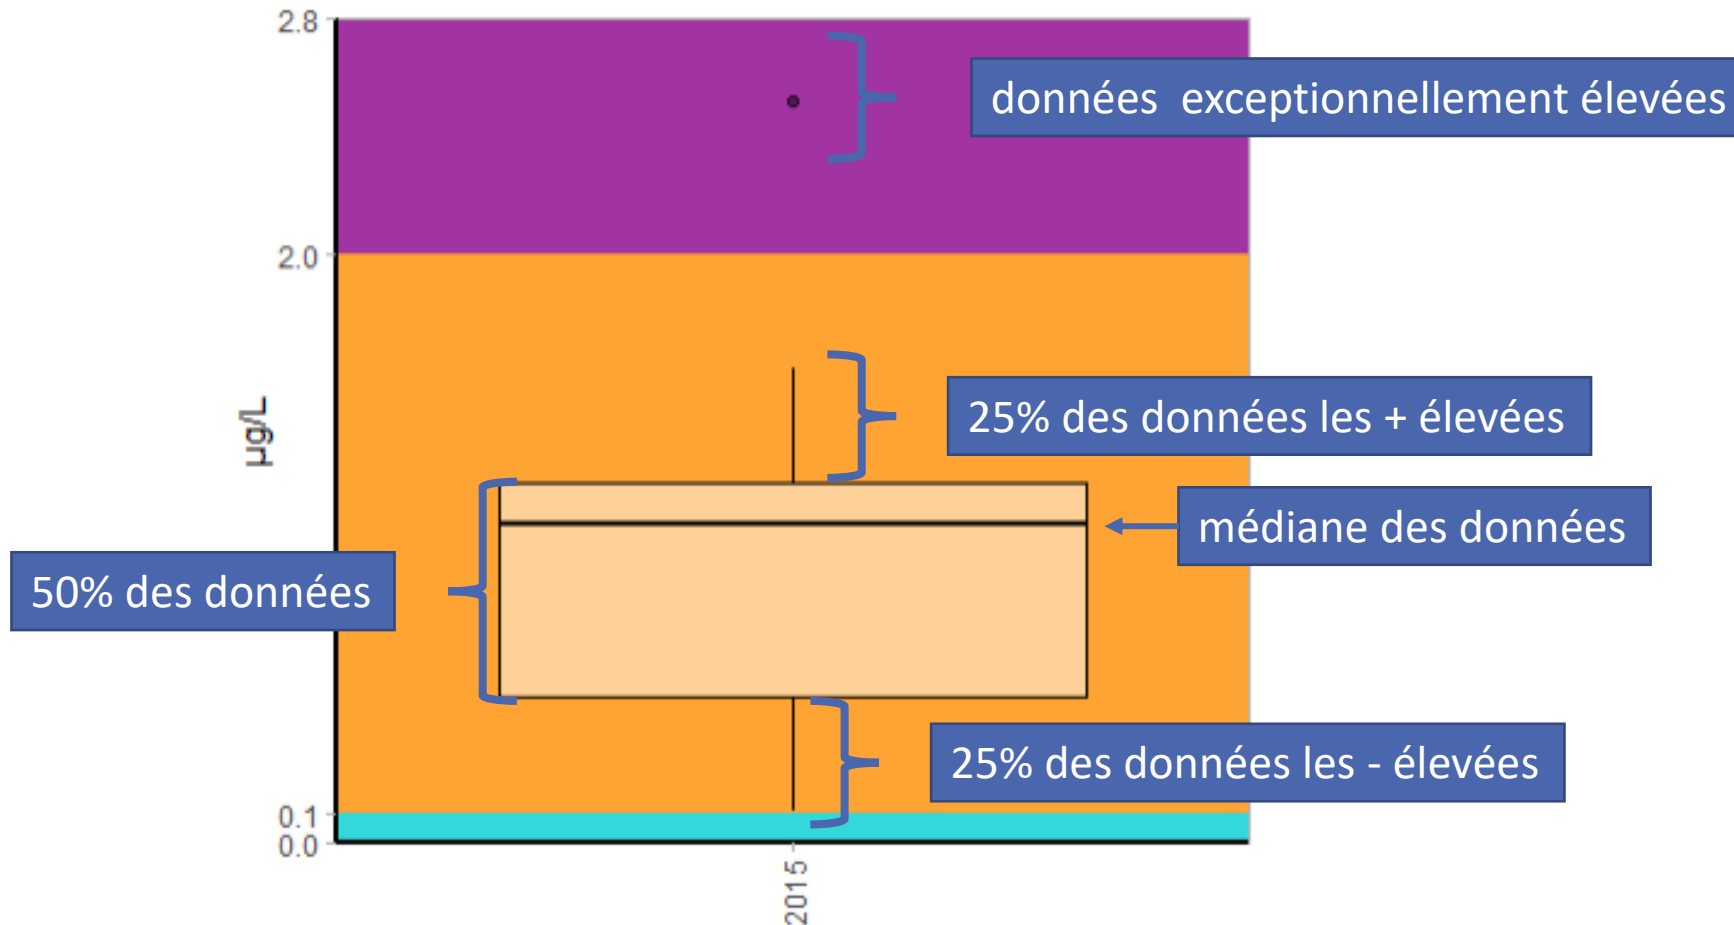 2.8
données  exceptionnellement élevées
2.0
µg/L
25% des données les + élevées
médiane des données
50% des données
25% des données les - élevées
0.1
0.0
2015